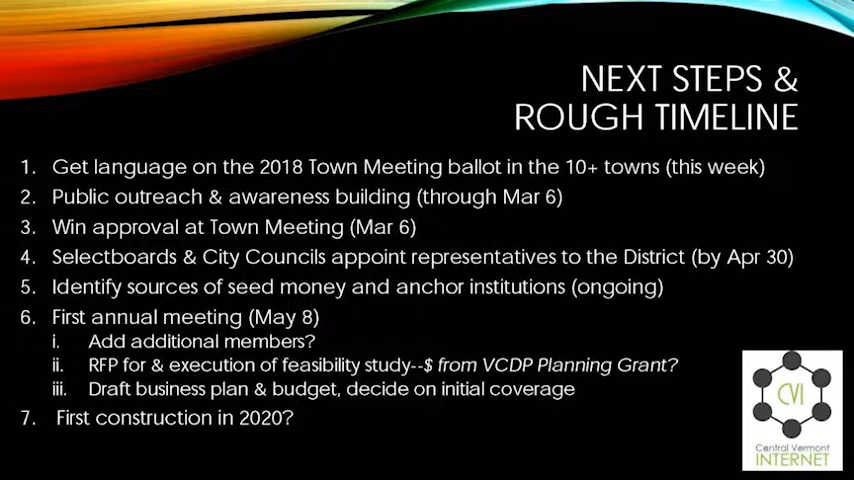 NEXT STEPS &
ROUGH TIMELINE
1. Get language on the 2018 Town Meeting ballot in the 10+ towns (this week)
2. Public outreach & awareness building (through Mar 6)
3. Win approval at Town Meeting (Mar 6)
4. Selectboards & City Councils appoint representatives to the District (by Apr 30)
5. Identify sources of seed money and anchor institutions (ongoing)
6. First annual meeting (May 8)
i. Add additional members?
ii. RFP for & execution of feasibility study--$ from VCDP Planning Grant?
iii. Draft business plan & budget, decide on initial coverage
7. First construction in 2020?
CVI
Central Vermont
INTERNET